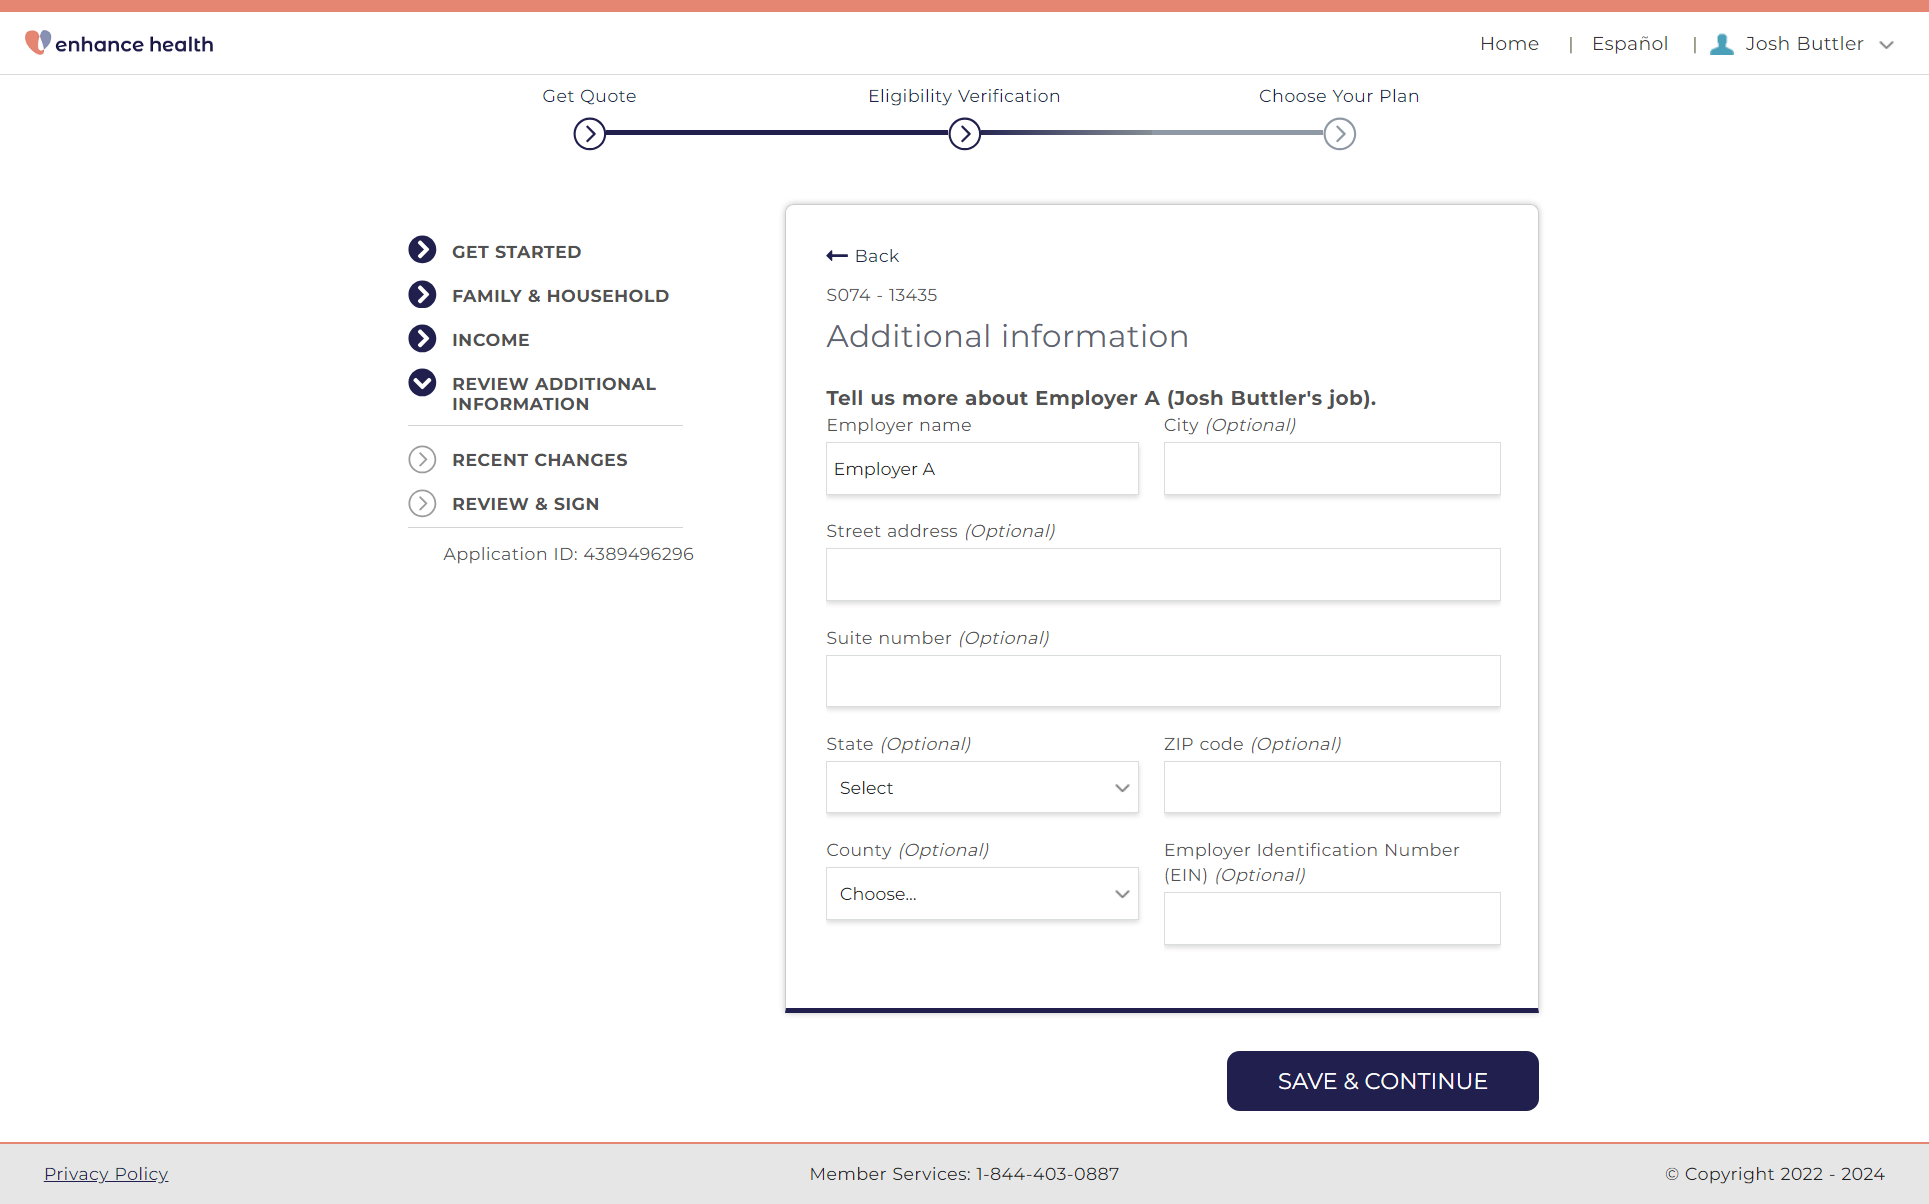 enhance health
Home | Español | Josh Buttler
Get Quote
Eligibility Verification
Choose Your Plan
GET STARTED
FAMILY & HOUSEHOLD
INCOME
REVIEW ADDITIONAL
INFORMATION
RECENT CHANGES
REVIEW & SIGN
Application ID: 4389496296
Back
S074 - 13435
Additional information
Tell us more about Employer A (Josh Buttler's job).
Employer name
Employer A
City (Optional)
Street address (Optional)
Suite number (Optional)
State (Optional)
Select
ZIP code (Optional)
County (Optional)
Choose...
Employer Identification Number
(EIN) (Optional)
SAVE & CONTINUE
Privacy Policy
Member Services: 1-844-403-0887
© Copyright 2022 - 2024